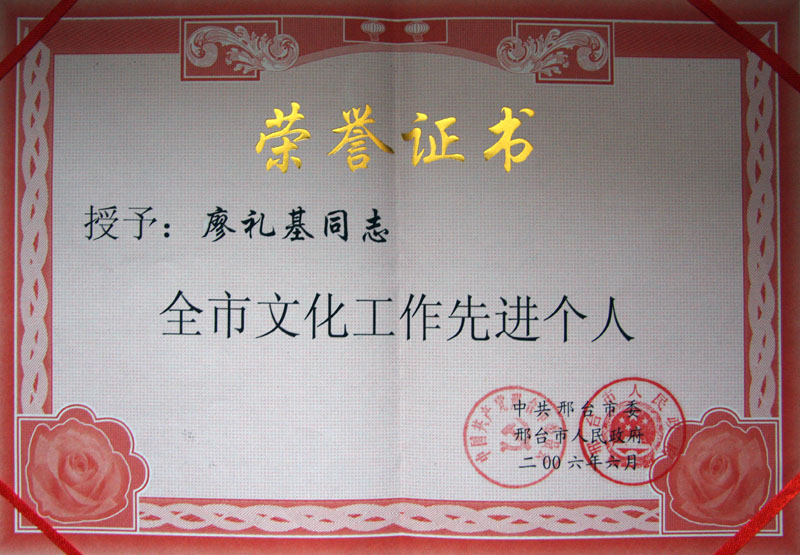 荣誉证书
授予：廖礼基同志
全市文化工作先进个人
中共邢台市委
邢台市人民政府
二00六年六月